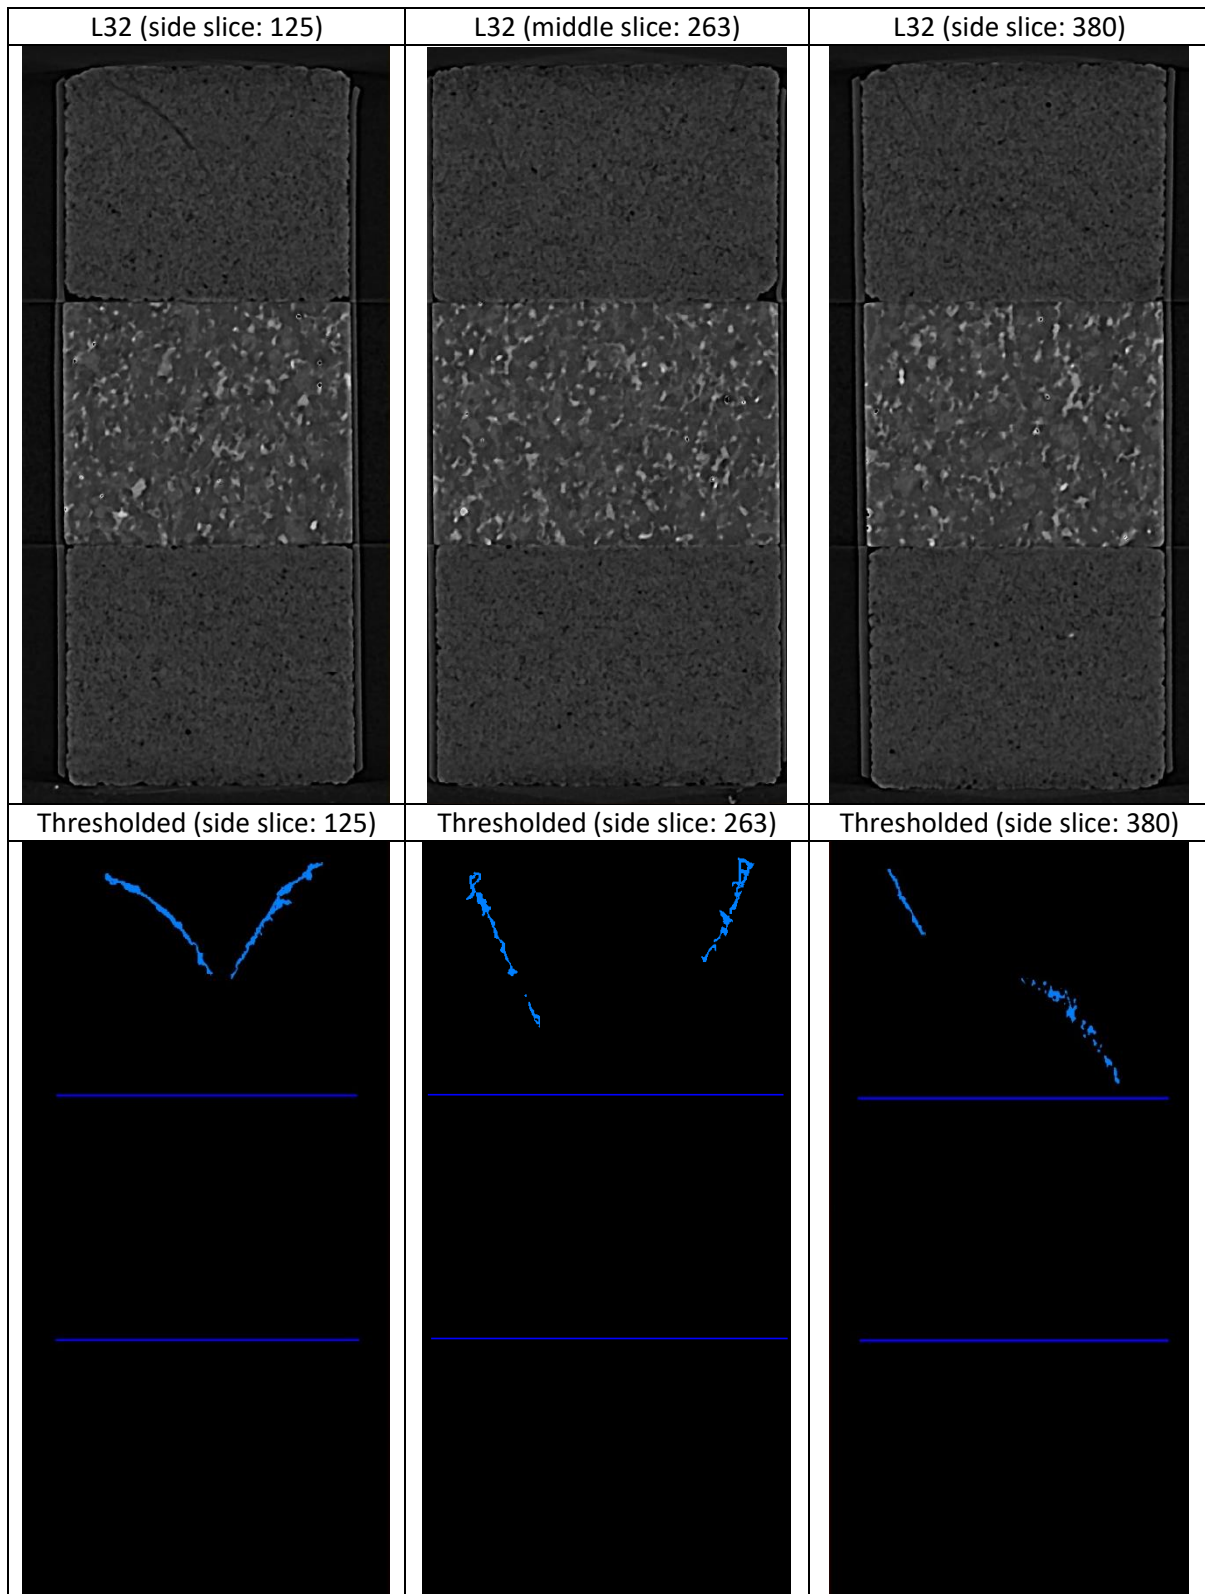 L32 (side slice: 125)
L32 (middle slice: 263)
L32 (side slice: 380)
Thresholded (side slice: 125)
Thresholded (side slice: 263)
Thresholded (side slice: 380)